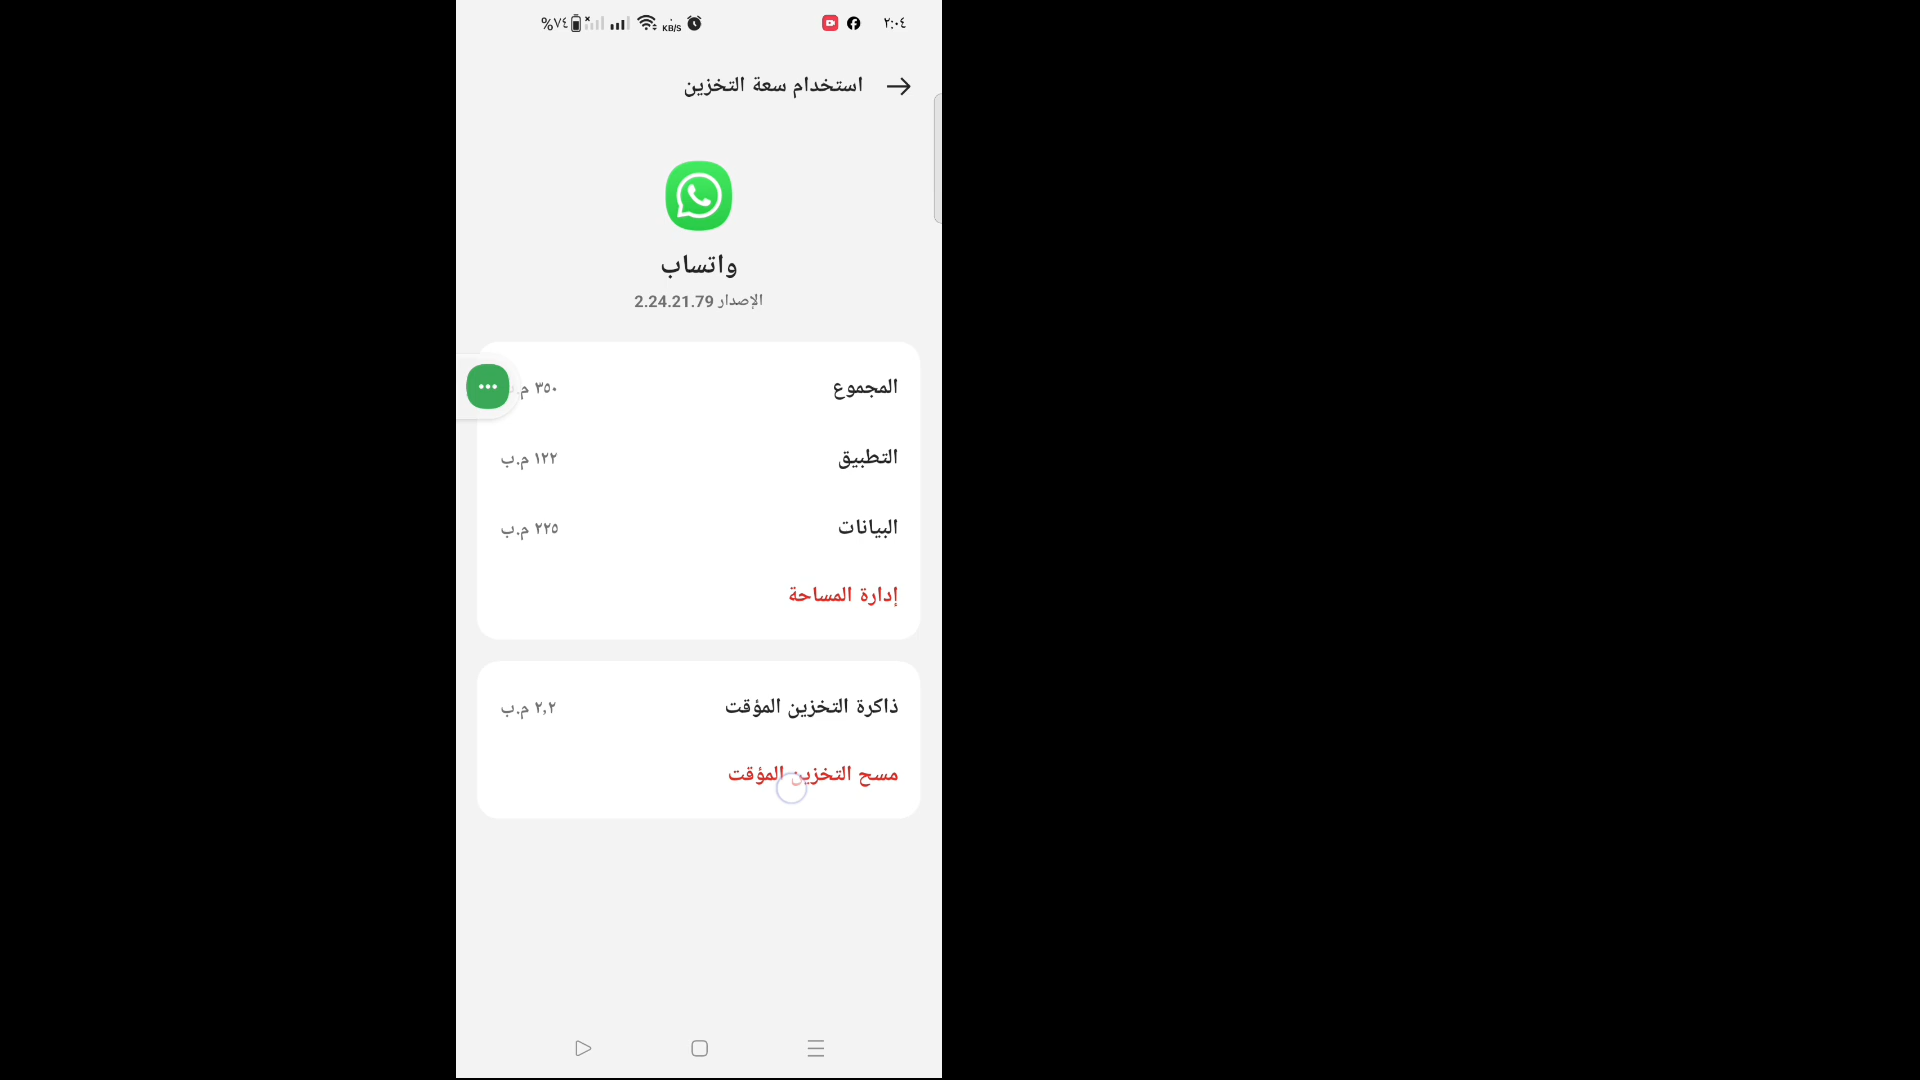 ٢:٠٤
KB/S
%٧٤
استخدام سعة التخزين
واتساب
الإصدار 2.24.21.79
المجموع
٣٥٠ م.
التطبيق
١٢٢ م.ب
البيانات
٢٢٥ م.ب
إدارة المساحة
ذاكرة التخزين المؤقت
٢,٢ م.ب
مسح التخزين المؤقت